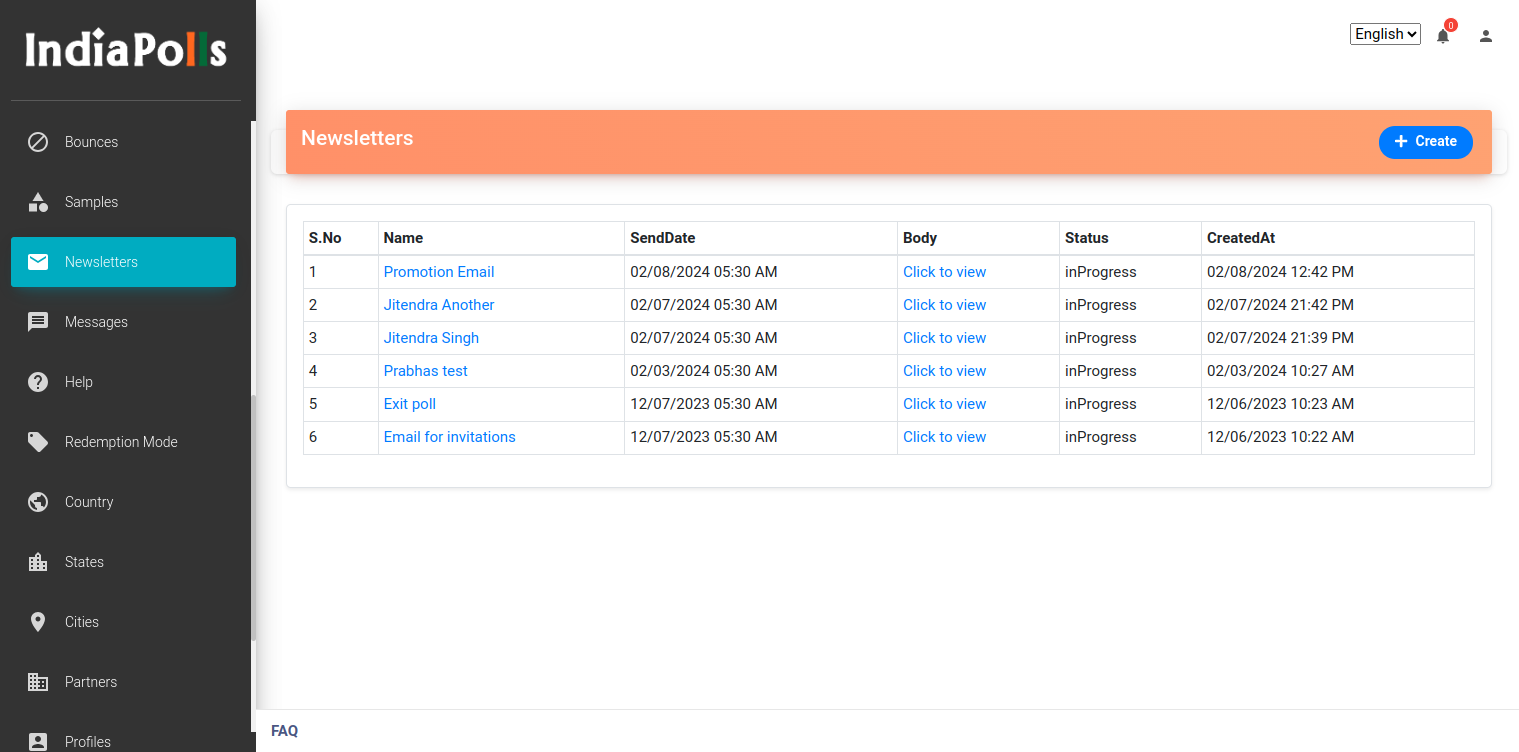 IndiaPolls
Bounces
Samples
Newsletters
Messages
Help
Redemption Mode
Country
States
Cities
Partners
Profiles
English
0
Newsletters
Create
S.No Name SendDate Body Status CreatedAt
1 Promotion Email 02/08/2024 05:30 AM Click to view inProgress 02/08/2024 12:42 PM
2 Jitendra Another 02/07/2024 05:30 AM Click to view inProgress 02/07/2024 21:42 PM
3 Jitendra Singh 02/07/2024 05:30 AM Click to view inProgress 02/07/2024 21:39 PM
4 Prabhas test 02/03/2024 05:30 AM Click to view inProgress 02/03/2024 10:27 AM
5 Exit poll 12/07/2023 05:30 AM Click to view inProgress 12/06/2023 10:23 AM
6 Email for invitations 12/07/2023 05:30 AM Click to view inProgress 12/06/2023 10:22 AM
FAQ